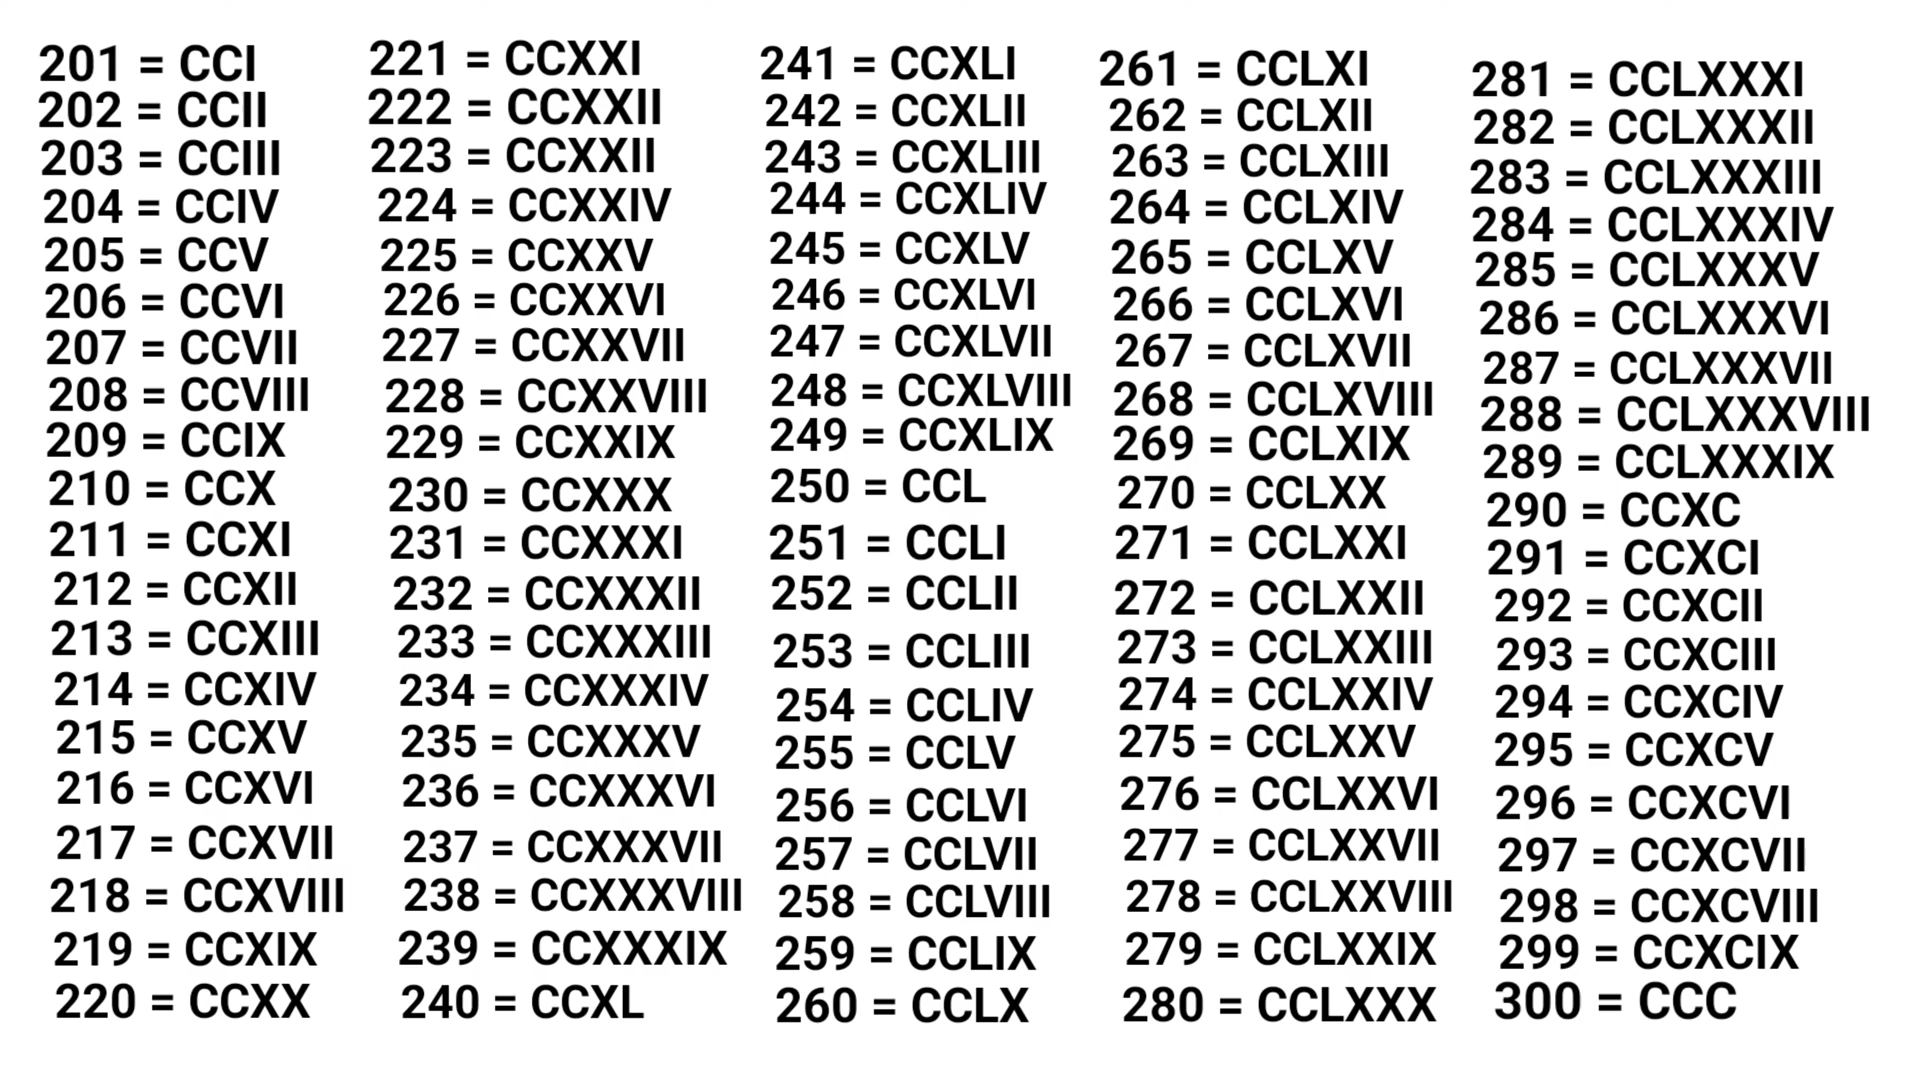 201 = CCI
202 = CCII
203 = CCIII
204 = CCIV
205 = CCV
206 = CCVI
207 = CCVII
208 = CCVIII
209 = CCIX
210 = CCX
211 = CCXI
212 = CCXII
213 = CCXIII
214 = CCXIV
215 = CCXV
216 = CCXVI
217 = CCXVII
218 = CCXVIII
219 = CCXIX
220 = CCXX
221 = CCXXI
222 = CCXXII
223 = CCXXII
224 = CCXXIV
225 = CCXXV
226 = CCXXVI
227 = CCXXVII
228 = CCXXVIII
229 = CCXXIX
230 = CCXXX
231 = CCXXXI
232 = CCXXXII
233 = CCXXXIII
234 = CCXXXIV
235 = CCXXXV
236 = CCXXXVI
237 = CCXXXVII
238 = CCXXXVIII
239 = CCXXXIX
240 = CCXL
241 = CCXLI
242 = CCXLII
243 = CCXLIII
244 = CCXLIV
245 = CCXLV
246 = CCXLVI
247 = CCXLVII
248 = CCXLVIII
249 = CCXLIX
250 = CCL
251 = CCLI
252 = CCLII
253 = CCLIII
254 = CCLIV
255 = CCLV
256 = CCLVI
257 = CCLVII
258 = CCLVIII
259 = CCLIX
260 = CCLX
261 = CCLXI
262 = CCLXII
263 = CCLXIII
264 = CCLXIV
265 = CCLXV
266 = CCLXVI
267 = CCLXVII
268 = CCLXVIII
269 = CCLXIX
270 = CCLXX
271 = CCLXXI
272 = CCLXXII
273 = CCLXXIII
274 = CCLXXIV
275 = CCLXXV
276 = CCLXXVI
277 = CCLXXVII
278 = CCLXXVIII
279 = CCLXXIX
280 = CCLXXX
281 = CCLXXXI
282 = CCLXXXII
283 = CCLXXXIII
284 = CCLXXXIV
285 = CCLXXXV
286 = CCLXXXVI
287 = CCLXXXVII
288 = CCLXXXVIII
289 = CCLXXXIX
290 = CCXC
291 = CCXCI
292 = CCXCII
293 = CCXCIII
294 = CCXCIV
295 = CCXCV
296 = CCXCVI
297 = CCXCVII
298 = CCXCVIII
299 = CCXCIX
300 = CCC